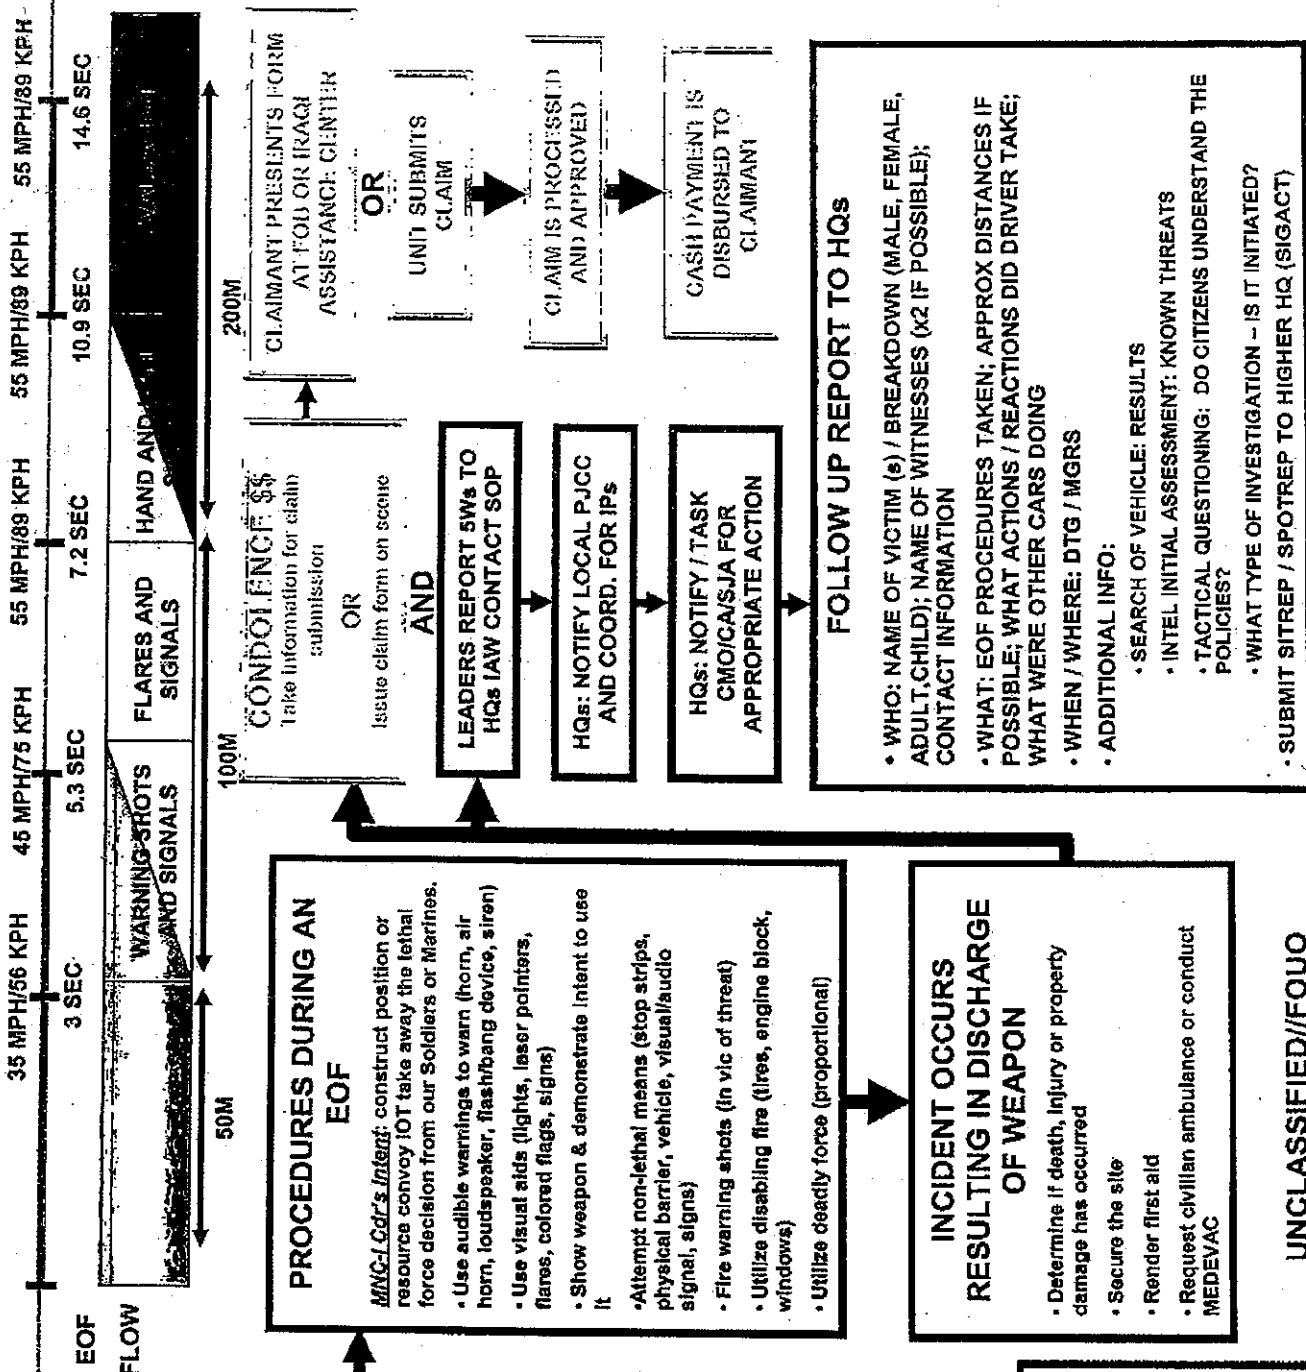 35 MPH/56 KPH 45 MPH/75 KPH 55 MPH/89 KPH 55 MPH/89 KPH 55 MPH/89 KPH 55 MPH/89 KPH
3 SEC 5.3 SEC 7.2 SEC 10.9 SEC 14.6 SEC
EOF
FLOW
WARNING SHOTS
AND SIGNALS
FLARES AND
SIGNALS
HAND AND
50M
100M
200M
PROCEDURES DURING AN
EOF
MNC-I Cdr's Intent: construct position or
resource convoy IOT take away the lethal
force decision from our Soldiers or Marines.
• Use audible warnings to warn (horn, air
horn, loudspeaker, flash/bang device, siren)
• Use visual aids (lights, laser pointers,
flares, colored flags, signs)
• Show weapon & demonstrate intent to use
it
•Attempt non-lethal means (stop strips,
physical barrier, vehicle, visual/audio
signal, signs)
• Fire warning shots (in vic of threat)
• Utilize disabling fire (tires, engine block,
windows)
• Utilize deadly force (proportional)
INCIDENT OCCURS
RESULTING IN DISCHARGE
OF WEAPON
• Determine if death, injury or property
damage has occurred
• Secure the site
• Render first aid
• Request civilian ambulance or conduct
MEDEVAC
CONDOLENCE $$
Take information for claim
submission
OR
Issue claim form on scene
AND
LEADERS REPORT 5Ws TO
HQs IAW CONTACT SOP
HQs: NOTIFY LOCAL PJCC
AND COORD. FOR IPs
HQs: NOTIFY / TASK
CMO/CA/SJA FOR
APPROPRIATE ACTION
CLAIMANT PRESENTS FORM
AT FOB OR IRAQI
ASSISTANCE CENTER
OR
UNIT SUBMITS
CLAIM
CLAIM IS PROCESSED
AND APPROVED
CASH PAYMENT IS
DISBURSED TO
CLAIMANT
FOLLOW UP REPORT TO HQs
• WHO: NAME OF VICTIM (s) / BREAKDOWN (MALE, FEMALE,
ADULT,CHILD); NAME OF WITNESSES (x2 IF POSSIBLE);
CONTACT INFORMATION
• WHAT: EOF PROCEDURES TAKEN; APPROX DISTANCES IF
POSSIBLE; WHAT ACTIONS / REACTIONS DID DRIVER TAKE;
WHAT WERE OTHER CARS DOING
• WHEN / WHERE: DTG / MGRS
• ADDITIONAL INFO:
• SEARCH OF VEHICLE: RESULTS
• INTEL INITIAL ASSESSMENT: KNOWN THREATS
• TACTICAL QUESTIONING: DO CITIZENS UNDERSTAND THE
POLICIES?
• WHAT TYPE OF INVESTIGATION – IS IT INITIATED?
• SUBMIT SITREP / SPOTREP TO HIGHER HQ (SIGACT)
UNCLASSIFIED//FOUO